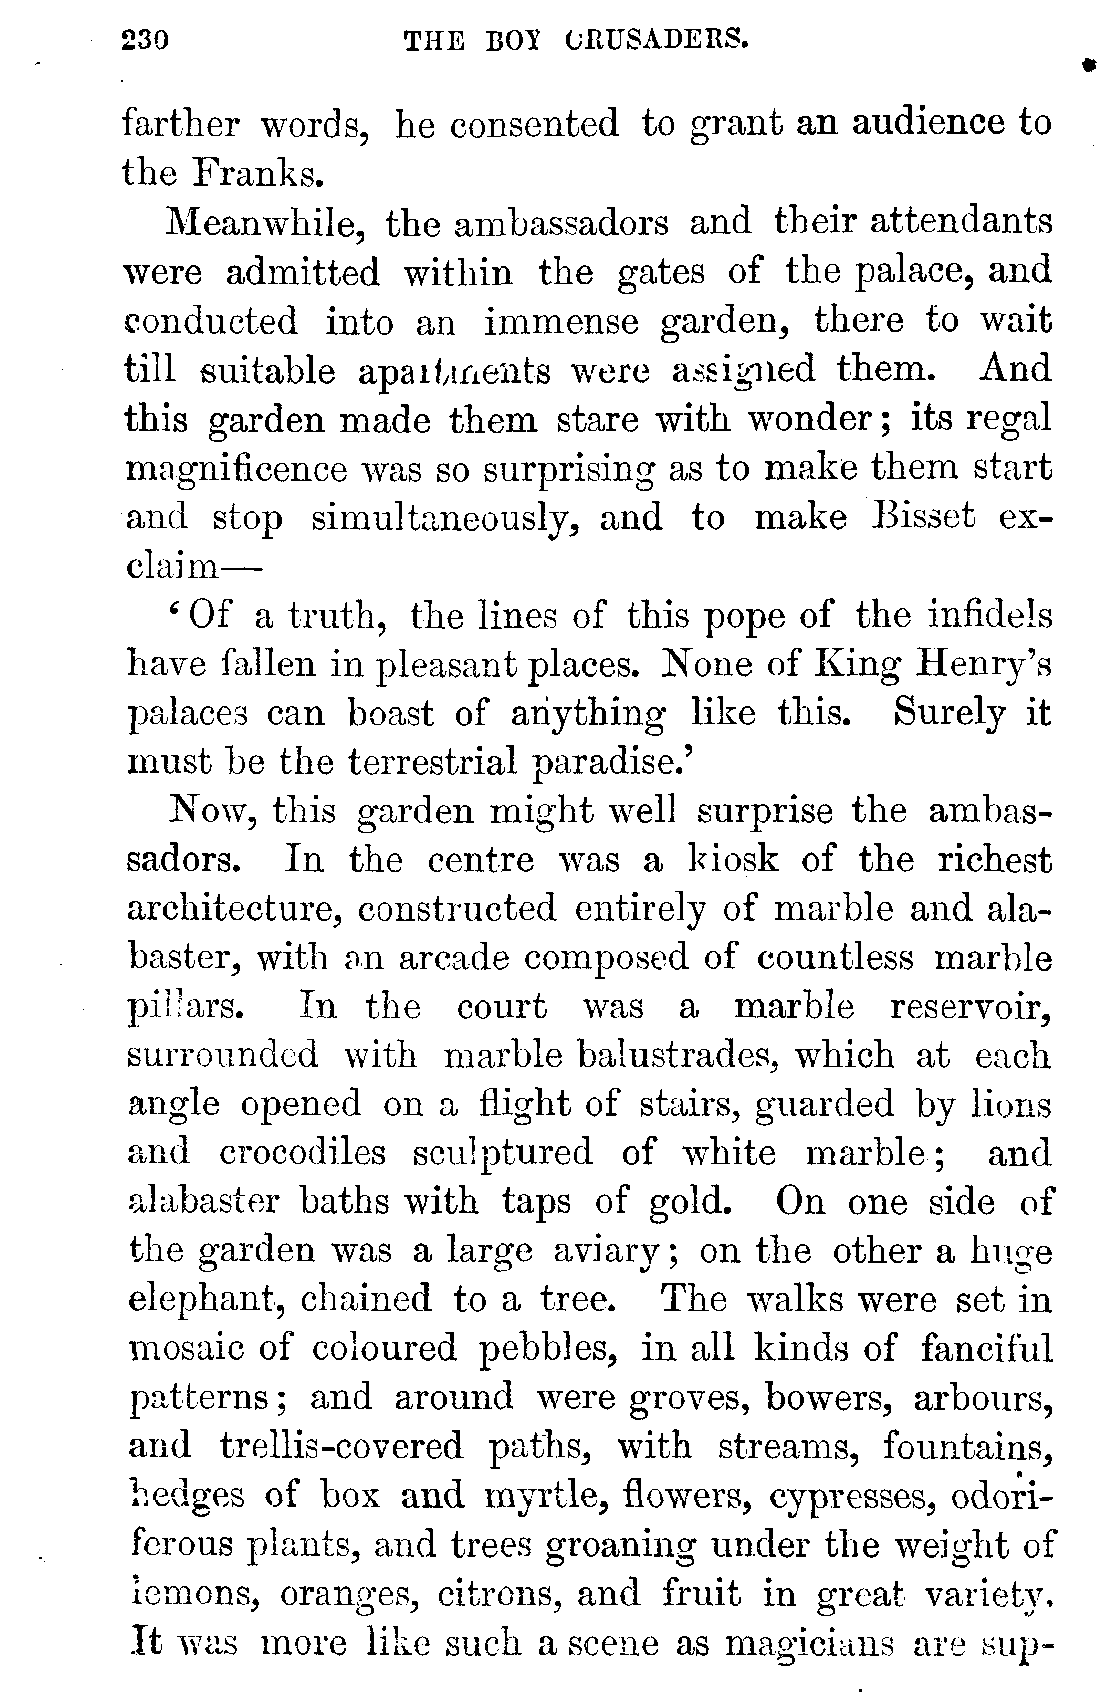 230 THE BOY CRUSADERS.
farther words, he consented to grant an audience to
the Franks.
Meanwhile, the ambassadors and their attendants
were admitted within the gates of the palace, and
conducted into an immense garden, there to wait
till suitable apartments were assigned them. And
this garden made them stare with wonder; its regal
magnificence was so surprising as to make them start
and stop simultaneously, and to make Bisset ex-
claim—
‘Of a truth, the lines of this pope of the infidels
have fallen in pleasant places. None of King Henry’s
palaces can boast of anything like this. Surely it
must be the terrestrial paradise.’
Now, this garden might well surprise the ambas-
sadors. In the centre was a kiosk of the richest
architecture, constructed entirely of marble and ala-
baster, with an arcade composed of countless marble
pillars. In the court was a marble reservoir,
surrounded with marble balustrades, which at each
angle opened on a flight of stairs, guarded by lions
and crocodiles sculptured of white marble; and
alabaster baths with taps of gold. On one side of
the garden was a large aviary; on the other a huge
elephant, chained to a tree. The walks were set in
mosaic of coloured pebbles, in all kinds of fanciful
patterns; and around were groves, bowers, arbours,
and trellis-covered paths, with streams, fountains,
hedges of box and myrtle, flowers, cypresses, odori-
ferous plants, and trees groaning under the weight of
lemons, oranges, citrons, and fruit in great variety.
It was more like such a scene as magicians are sup-